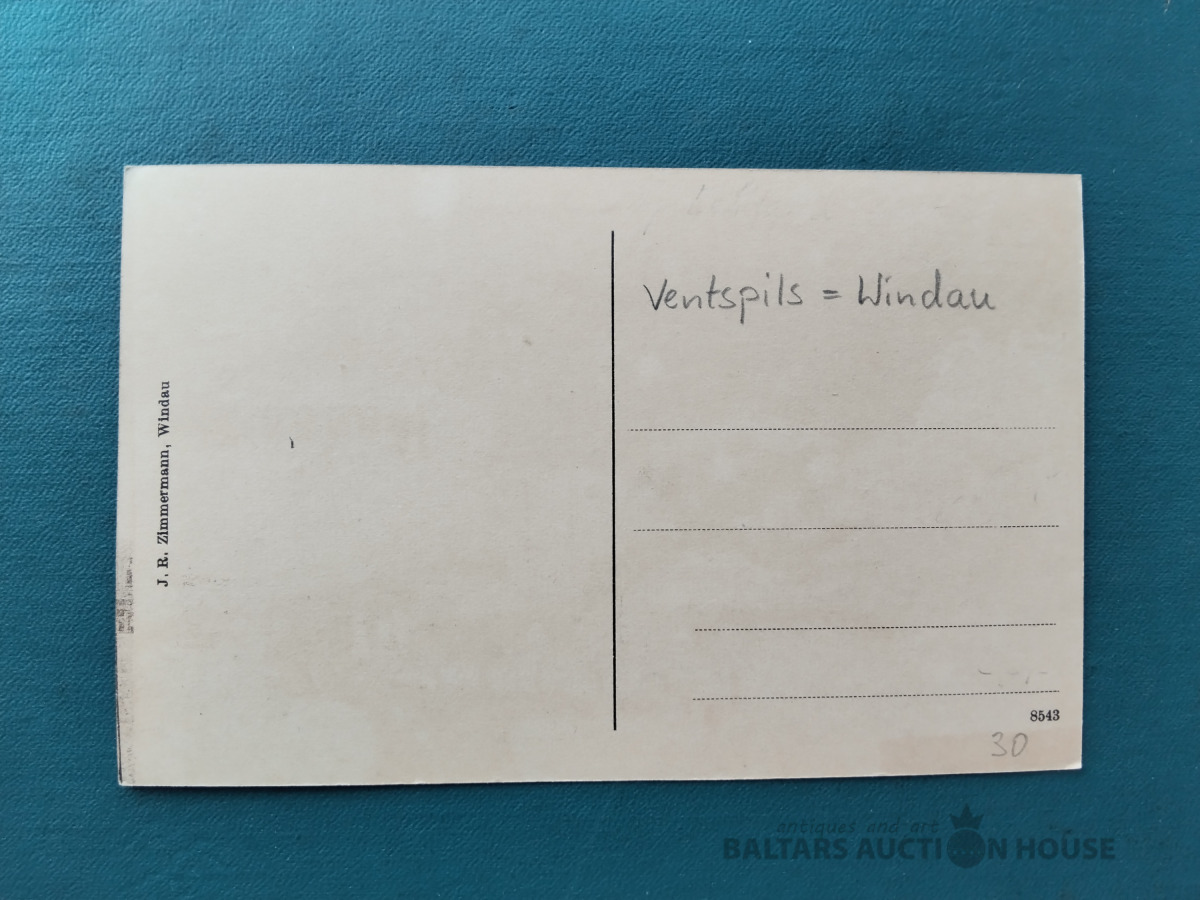 J. R. Zimmermann, Windau
Ventspils = Windau
8543
30
antiques and art
BALTARS AUCTION HOUSE